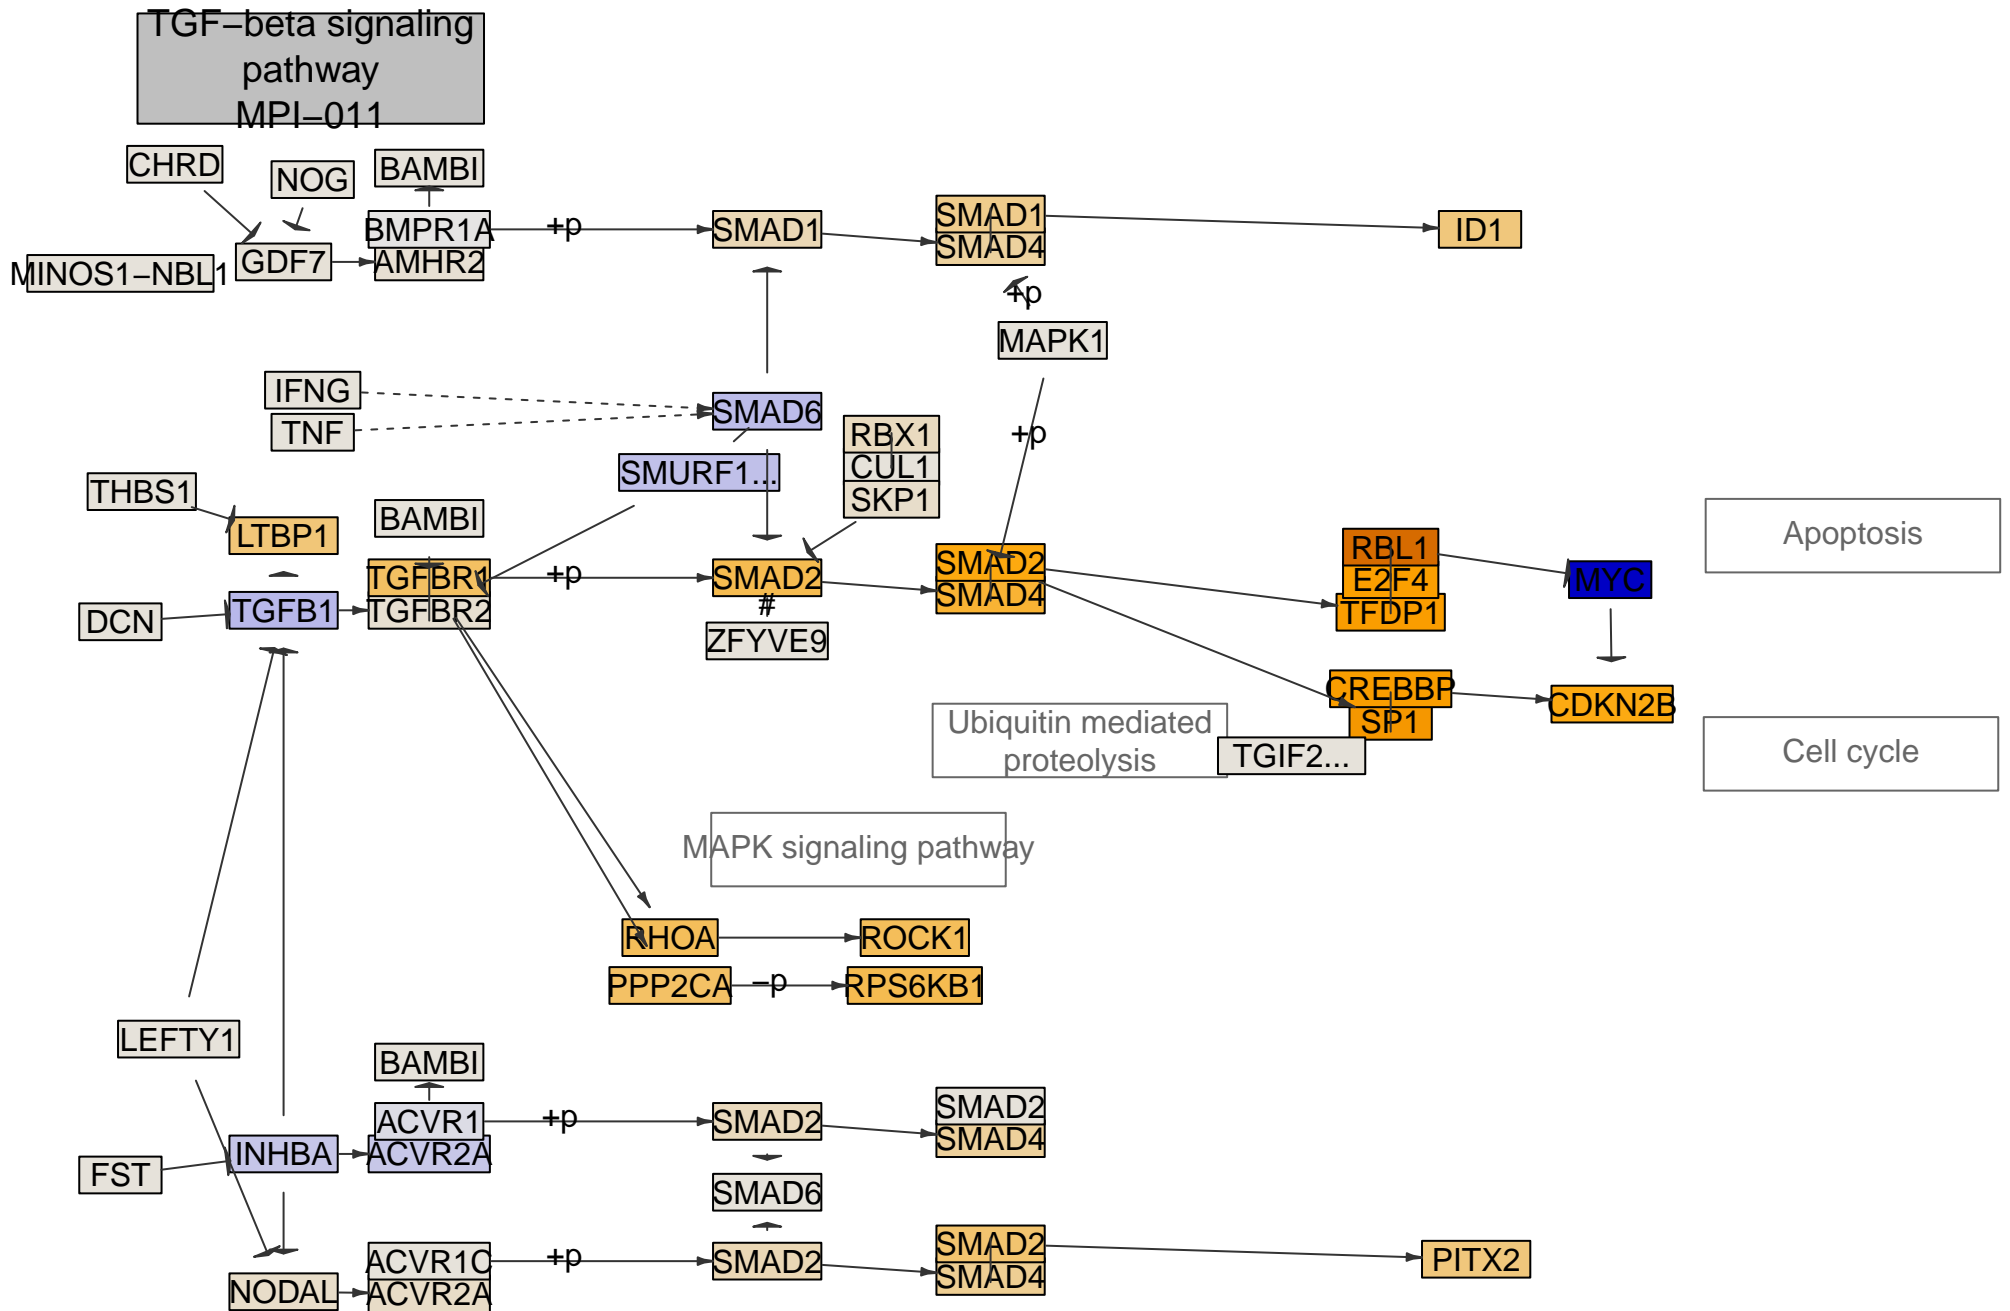 TGF−beta signaling
pathway
MPI−011
CHRD
NOG
BAMBI
BMPR1A
+p
SMAD1
SMAD1
SMAD4
ID1
MINOS1−NBL1
GDF7
AMHR2
+p
MAPK1
IFNG
TNF
SMAD6
RBX1
CUL1
SKP1
+p
SMURF1...
THBS1
LTBP1
BAMBI
Apoptosis
TGFBR1
TGFBR2
+p
SMAD2
#
ZFYVE9
SMAD2
SMAD4
RBL1
E2F4
TFDP1
MYC
DCN
TGFB1
CREBBP
SP1
CDKN2B
Ubiquitin mediated
proteolysis
TGIF2...
Cell cycle
MAPK signaling pathway
RHOA
ROCK1
PPP2CA
−p
RPS6KB1
LEFTY1
BAMBI
ACVR1
ACVR2A
+p
SMAD2
SMAD2
SMAD4
INHBA
FST
SMAD6
ACVR1C
ACVR2A
+p
SMAD2
SMAD2
SMAD4
PITX2
NODAL